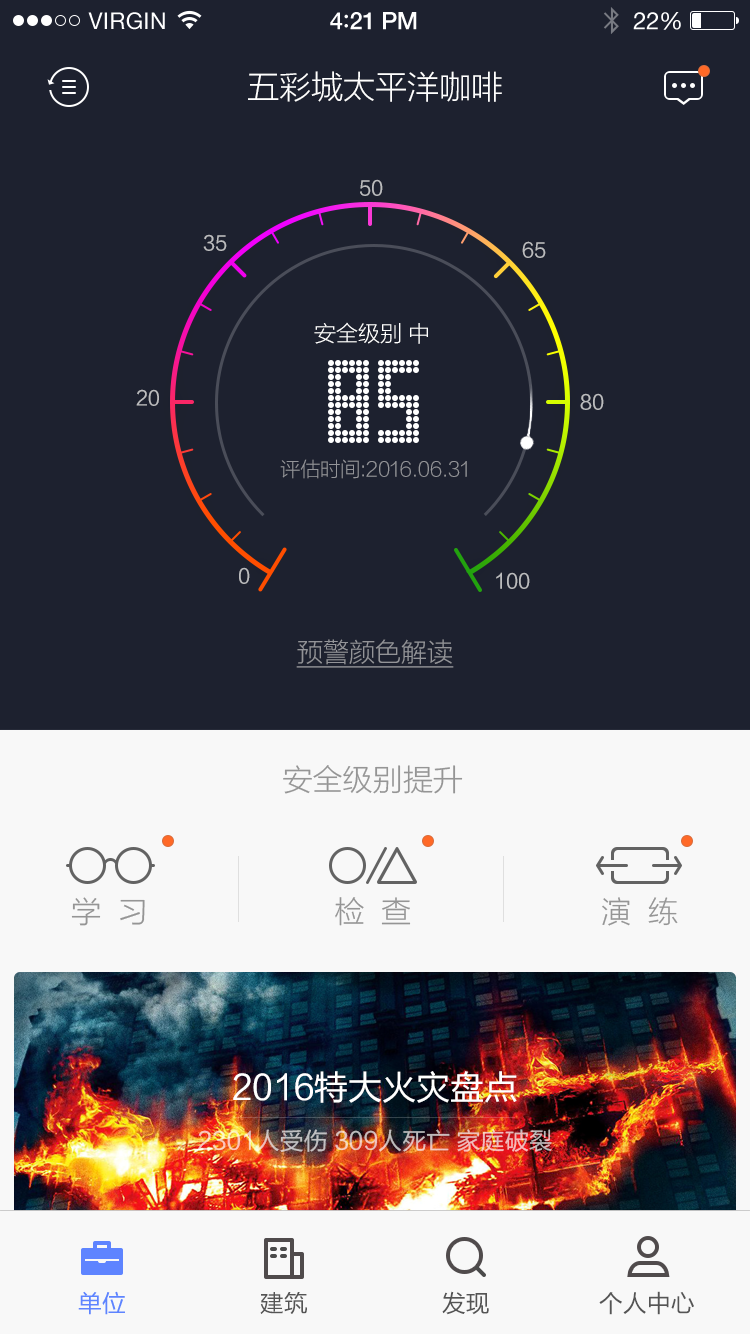 VIRGIN 4:21 PM 22%
五彩城太平洋咖啡
50
35 65
安全级别 中
85
20 80
评估时间:2016.06.31
0 100
预警颜色解读
安全级别提升
学 习 检 查 演 练
2016特大火灾盘点
2301人受伤 309人死亡 家庭破裂
单位 建筑 发现 个人中心